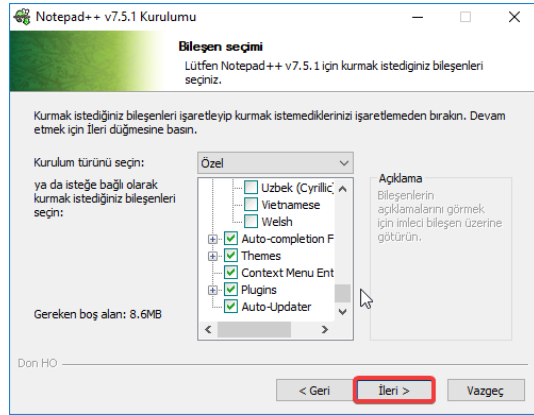 Notepad++ v7.5.1 Kurulumu
Bileşen seçimi
Lütfen Notepad++ v7.5.1 için kurmak istediginiz bileşenleri
seçiniz.
Kurmak istediğiniz bileşenleri işaretleyip kurmak istemediklerinizi işaretlemeden bırakın. Devam
etmek için İleri düğmesine basın.
Kurulum türünü seçin:
Özel
ya da isteğe bağlı olarak
kurmak istediğiniz bileşenleri
seçin:
Uzbek (Cyrillic)
Vietnamese
Welsh
Auto-completion F
Themes
Context Menu Ent
Plugins
Auto-Updater
Açıklama
Bileşenlerin
açıklamalarını görmek
için imleci bileşen üzerine
götürün.
Gereken boş alan: 8.6MB
Don HO
< Geri
İleri >
Vazgeç